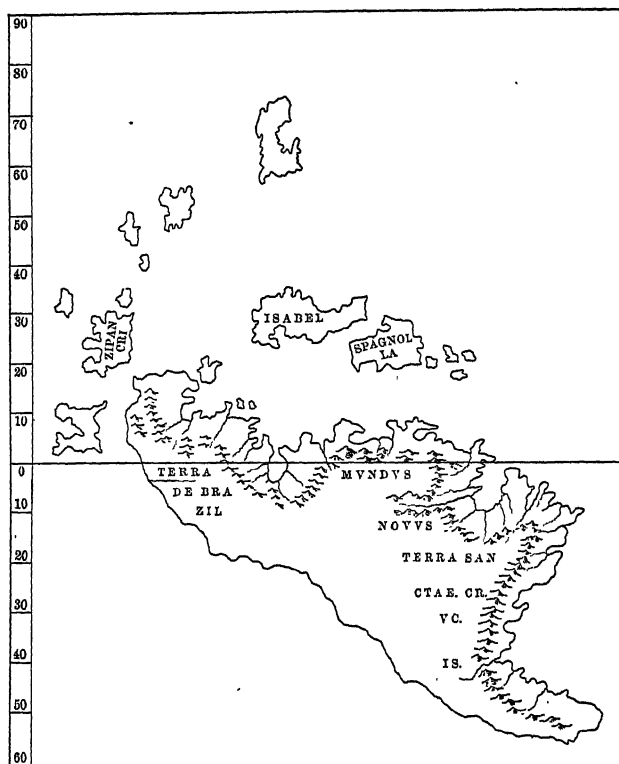 90
80
70
60
50
40
30
20
10
0
10
20
30
40
50
60
ISABEL
ZIPAN
CRI
SPAGNOL
LA
TERRA
DE BRA
ZIL
MVNDVS
NOVVS
TERRA SAN
CTAE. CR.
VC.
IS.